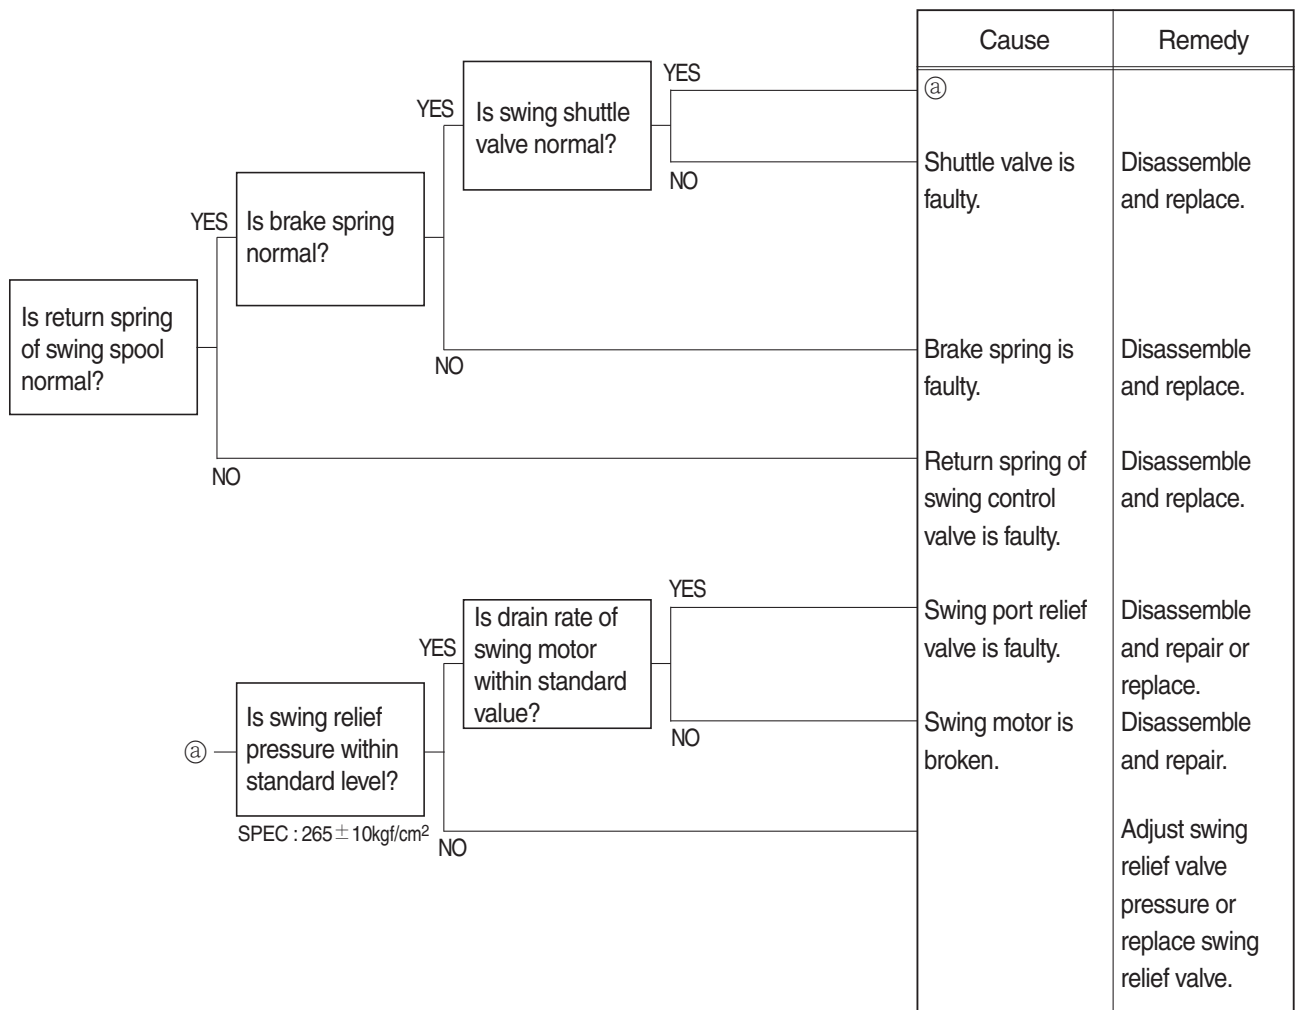 Cause
Remedy
YES
ⓐ
YES
Is swing shuttle
valve normal?
NO
Shuttle valve is
faulty.
Disassemble
and replace.
YES
Is brake spring
normal?
Is return spring
of swing spool
normal?
NO
Brake spring is
faulty.
Disassemble
and replace.
NO
Return spring of
swing control
valve is faulty.
Disassemble
and replace.
YES
Is drain rate of
swing motor
within standard
value?
YES
Swing port relief
valve is faulty.
Disassemble
and repair or
replace.
NO
Swing motor is
broken.
Disassemble
and repair.
ⓐ
Is swing relief
pressure within
standard level?
SPEC : 265±10kgf/cm²
NO
Adjust swing
relief valve
pressure or
replace swing
relief valve.